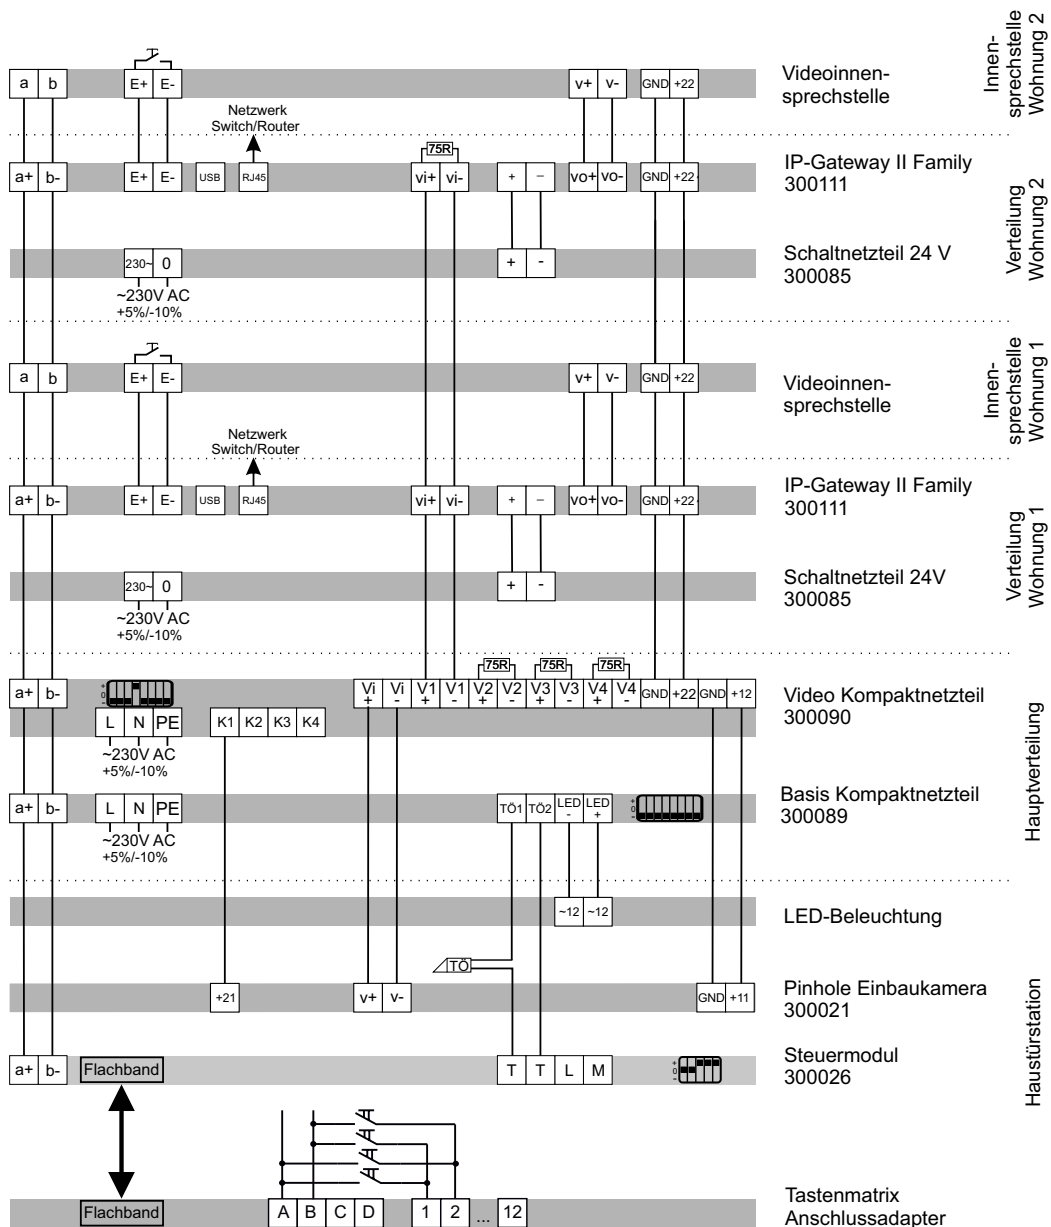 a b E+ E- v+ v- GND +22
Videoinnen-
sprechstelle
Innen-
sprechstelle
Wohnung 2
Netzwerk
Switch/Router
75R
a+ b- E+ E- USB RJ45 vi+ vi- + – vo+ vo- GND +22
IP-Gateway II Family
300111
Verteilung
Wohnung 2
230~ 0 + -
Schaltnetzteil 24 V
300085
~230V AC
+5%/-10%
a b E+ E- v+ v- GND +22
Videoinnen-
sprechstelle
Innen-
sprechstelle
Wohnung 1
Netzwerk
Switch/Router
a+ b- E+ E- USB RJ45 vi+ vi- + – vo+ vo- GND +22
IP-Gateway II Family
300111
Verteilung
Wohnung 1
230~ 0 + -
Schaltnetzteil 24V
300085
~230V AC
+5%/-10%
75R 75R 75R
a+ b- + 0 - Vi + Vi - V1 + V1 - V2 + V2 - V3 + V3 - V4 + V4 - GND +22 GND +12
Video Kompaktnetzteil
300090
L N PE K1 K2 K3 K4
~230V AC
+5%/-10%
Hauptverteilung
a+ b- L N PE TÖ1 TÖ2 LED - LED + + 0 -
Basis Kompaktnetzteil
300089
~230V AC
+5%/-10%
~12 ~12
LED-Beleuchtung
TÖ
+21 v+ v- GND +11
Pinhole Einbaukamera
300021
Haustürstation
a+ b- Flachband T T L M + 0 -
Steuermodul
300026
Flachband A B C D 1 2 ... 12
Tastenmatrix
Anschlussadapter